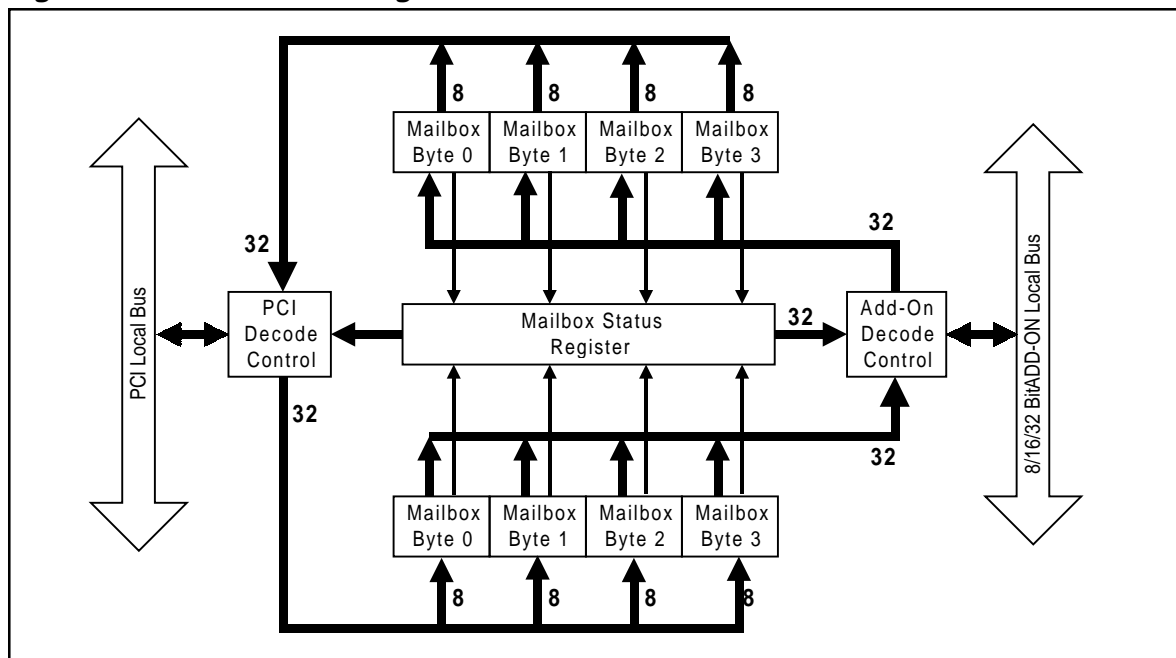 8 8 8 8
Mailbox Mailbox Mailbox Mailbox
Byte 0 Byte 1 Byte 2 Byte 3
32
32
PCI Local Bus
PCI
Decode
Control
Mailbox Status
Register
32
Add-On
Decode
Control
8/16/32 BitADD-ON Local Bus
32
32
Mailbox Mailbox Mailbox Mailbox
Byte 0 Byte 1 Byte 2 Byte 3
8 8 8 8